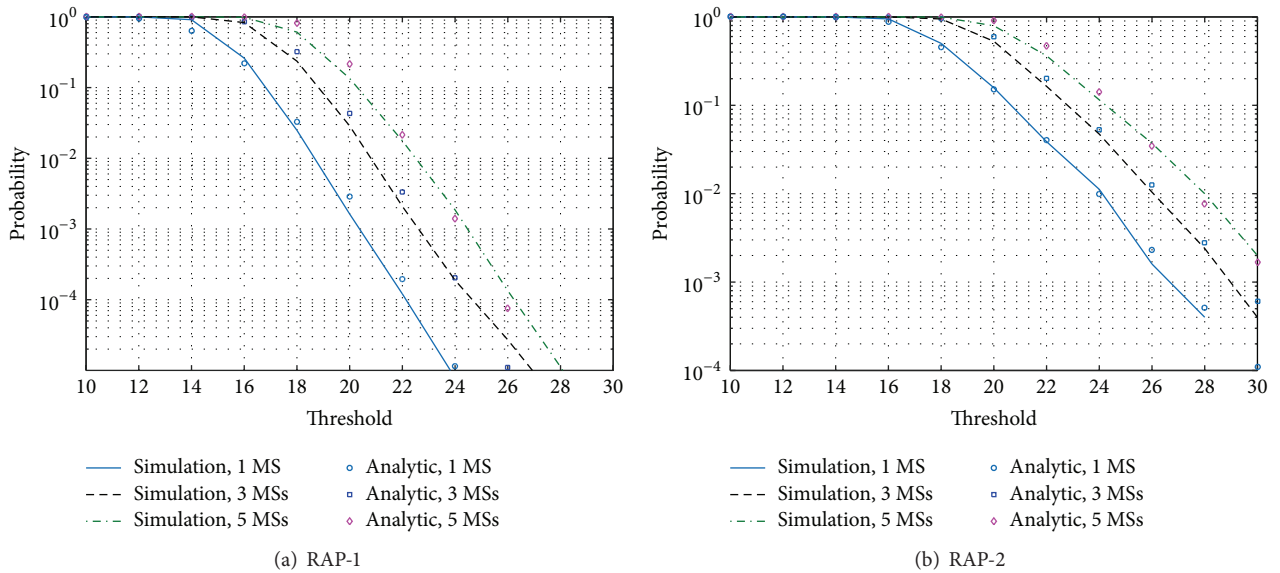 10^0
10^-1
10^-2
10^-3
10^-4
Probability
10 12 14 16 18 20 22 24 26 28 30
Threshold
Simulation, 1 MS
Simulation, 3 MSs
Simulation, 5 MSs
Analytic, 1 MS
Analytic, 3 MSs
Analytic, 5 MSs
(a) RAP-1
10^0
10^-1
10^-2
10^-3
10^-4
Probability
10 12 14 16 18 20 22 24 26 28 30
Threshold
Simulation, 1 MS
Simulation, 3 MSs
Simulation, 5 MSs
Analytic, 1 MS
Analytic, 3 MSs
Analytic, 5 MSs
(b) RAP-2